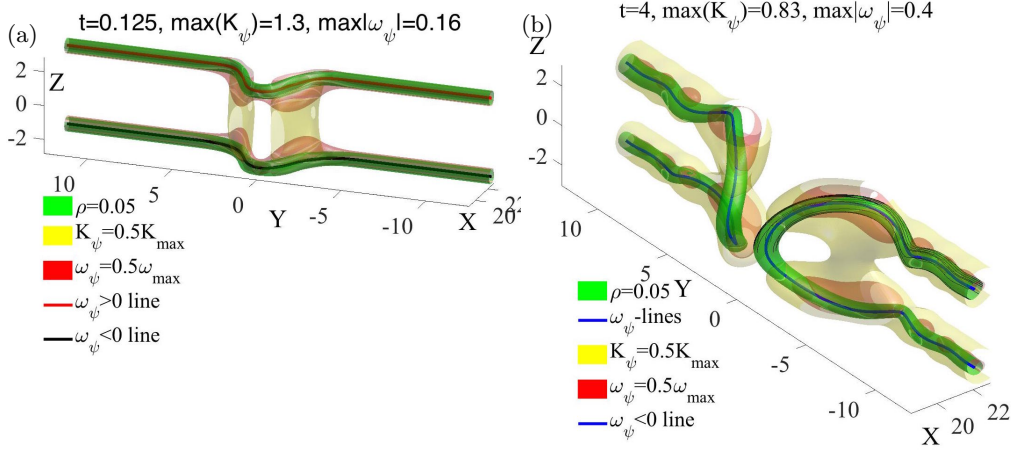 (a)
t=0.125, max(K_ψ)=1.3, max|ω_ψ|=0.16
Z
2
0
-2
10
5
0
Y
-5
-10
X
20
22
ρ=0.05
K_ψ=0.5K_max
ω_ψ=0.5ω_max
ω_ψ>0 line
ω_ψ<0 line
(b)
t=4, max(K_ψ)=0.83, max|ω_ψ|=0.4
Z
2
0
-2
10
5
Y
0
-5
-10
X
20
22
ρ=0.05
ω_ψ-lines
K_ψ=0.5K_max
ω_ψ=0.5ω_max
ω_ψ<0 line